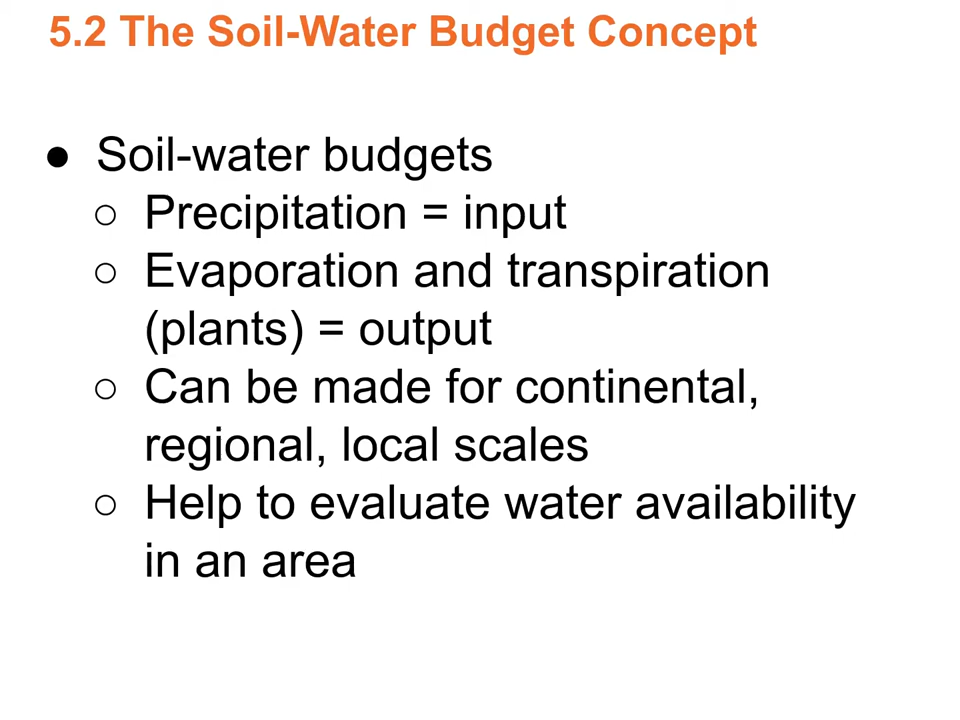 5.2 The Soil-Water Budget Concept
● Soil-water budgets
○ Precipitation = input
○ Evaporation and transpiration
(plants) = output
○ Can be made for continental,
regional, local scales
○ Help to evaluate water availability
in an area